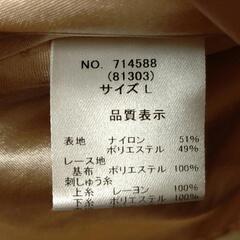 NO. 714588
(81303)
サイズ L
品質表示
表地 ナイロン 51%
ポリエステル 49%
レース地
基布 ポリエステル 100%
刺しゅう糸
上糸 レーヨン 100%
下糸 ポリエステル 100%